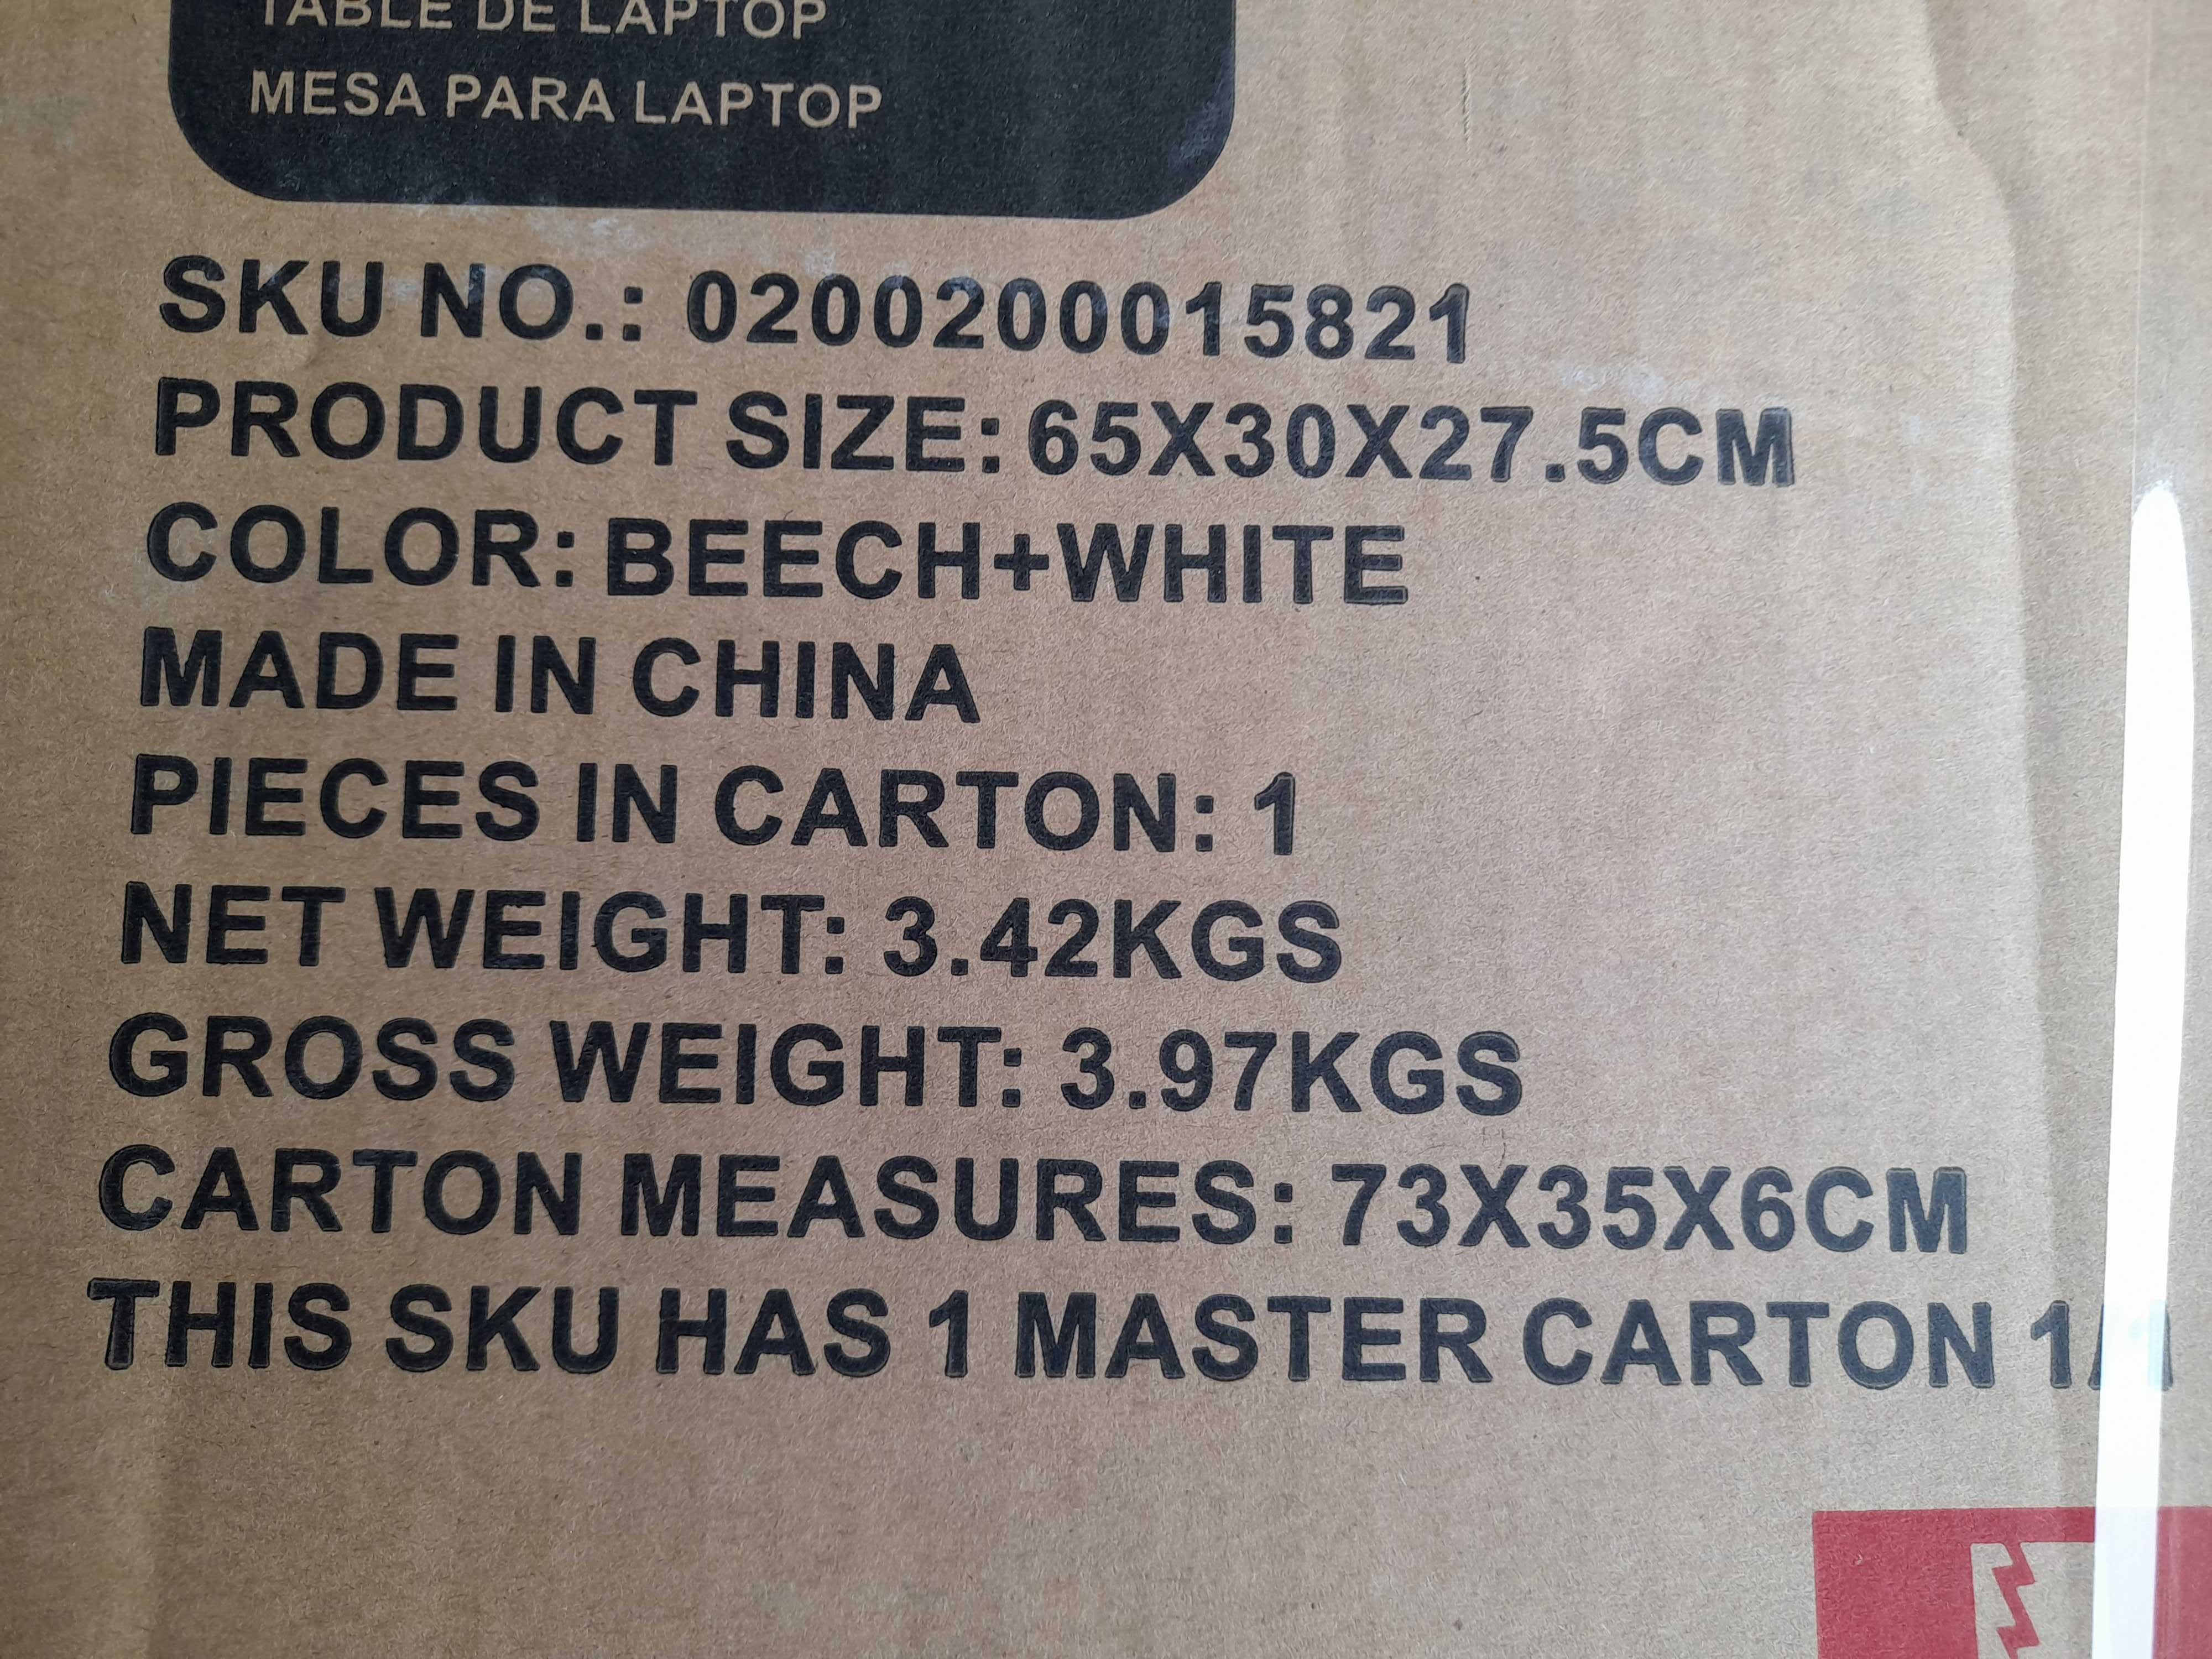 TABLE DE LAPTOP
MESA PARA LAPTOP
SKU NO.: 0200200015821
PRODUCT SIZE: 65X30X27.5CM
COLOR: BEECH+WHITE
MADE IN CHINA
PIECES IN CARTON: 1
NET WEIGHT: 3.42KGS
GROSS WEIGHT: 3.97KGS
CARTON MEASURES: 73X35X6CM
THIS SKU HAS 1 MASTER CARTON